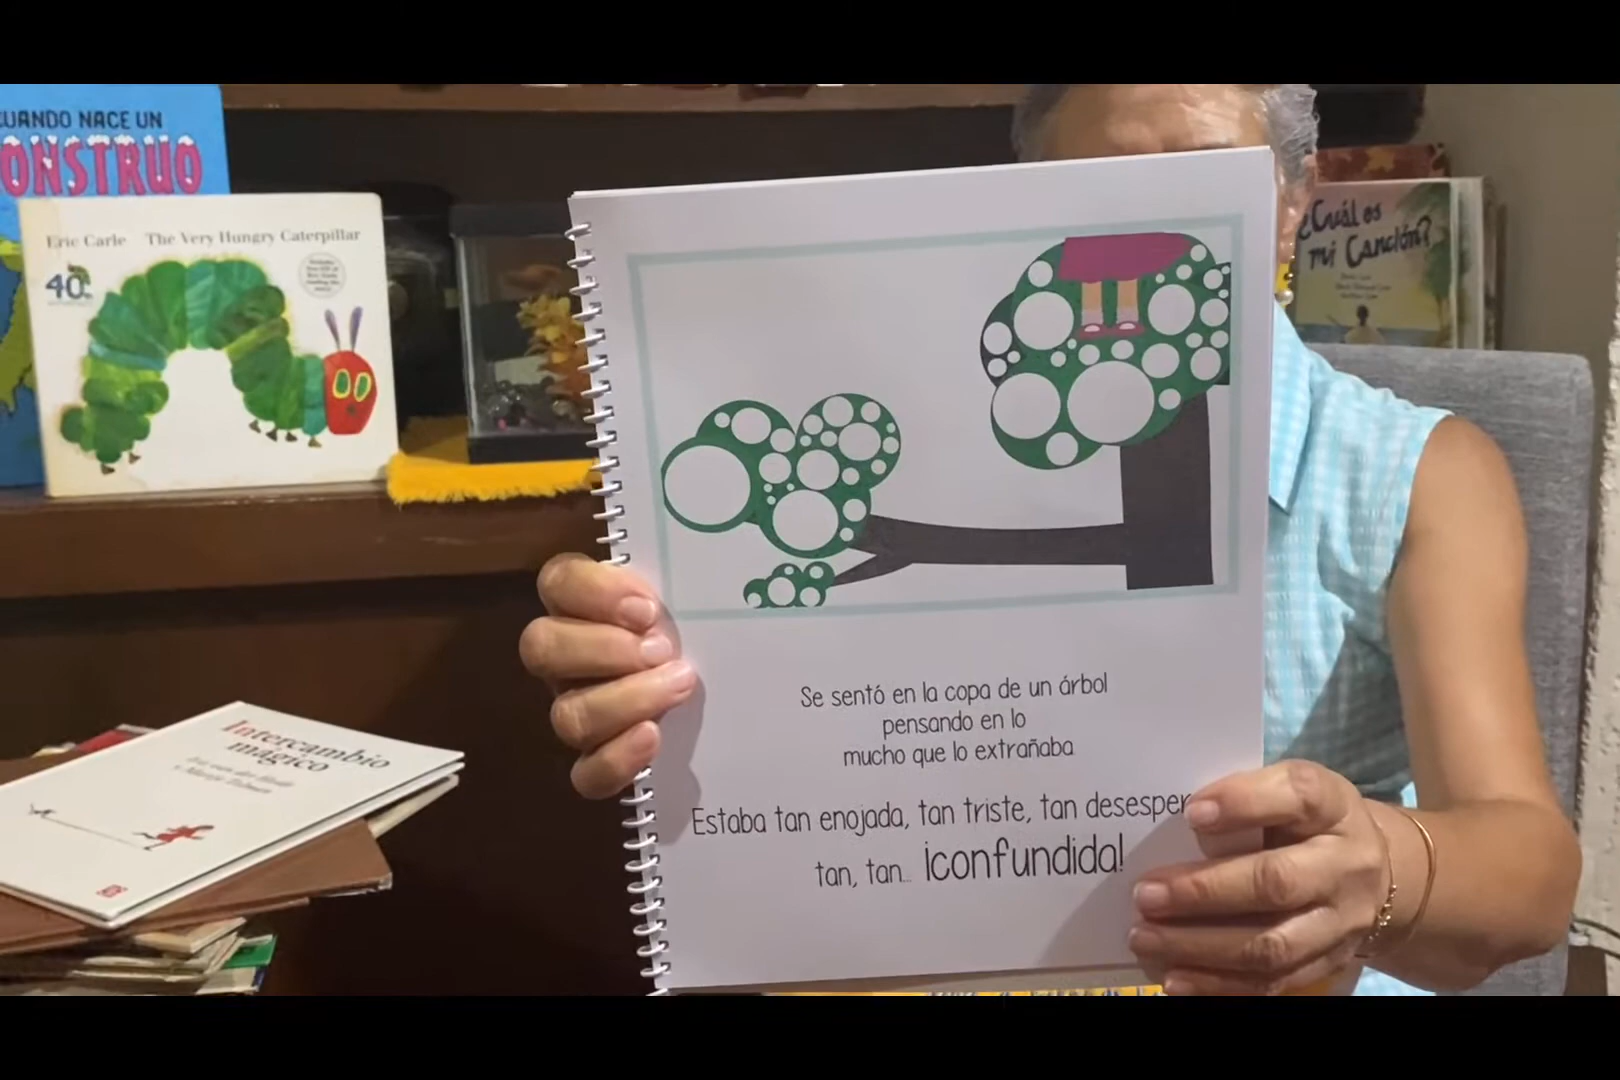 CUANDO NACE UN
ONSTRUO
Eric Carle The Very Hungry Caterpillar
40
¿Cuál es
mi Canción?
Intercambio
mágico
Se sentó en la copa de un árbol
pensando en lo
mucho que lo extrañaba
Estaba tan enojada, tan triste, tan desesper
tan, tan... ¡confundida!